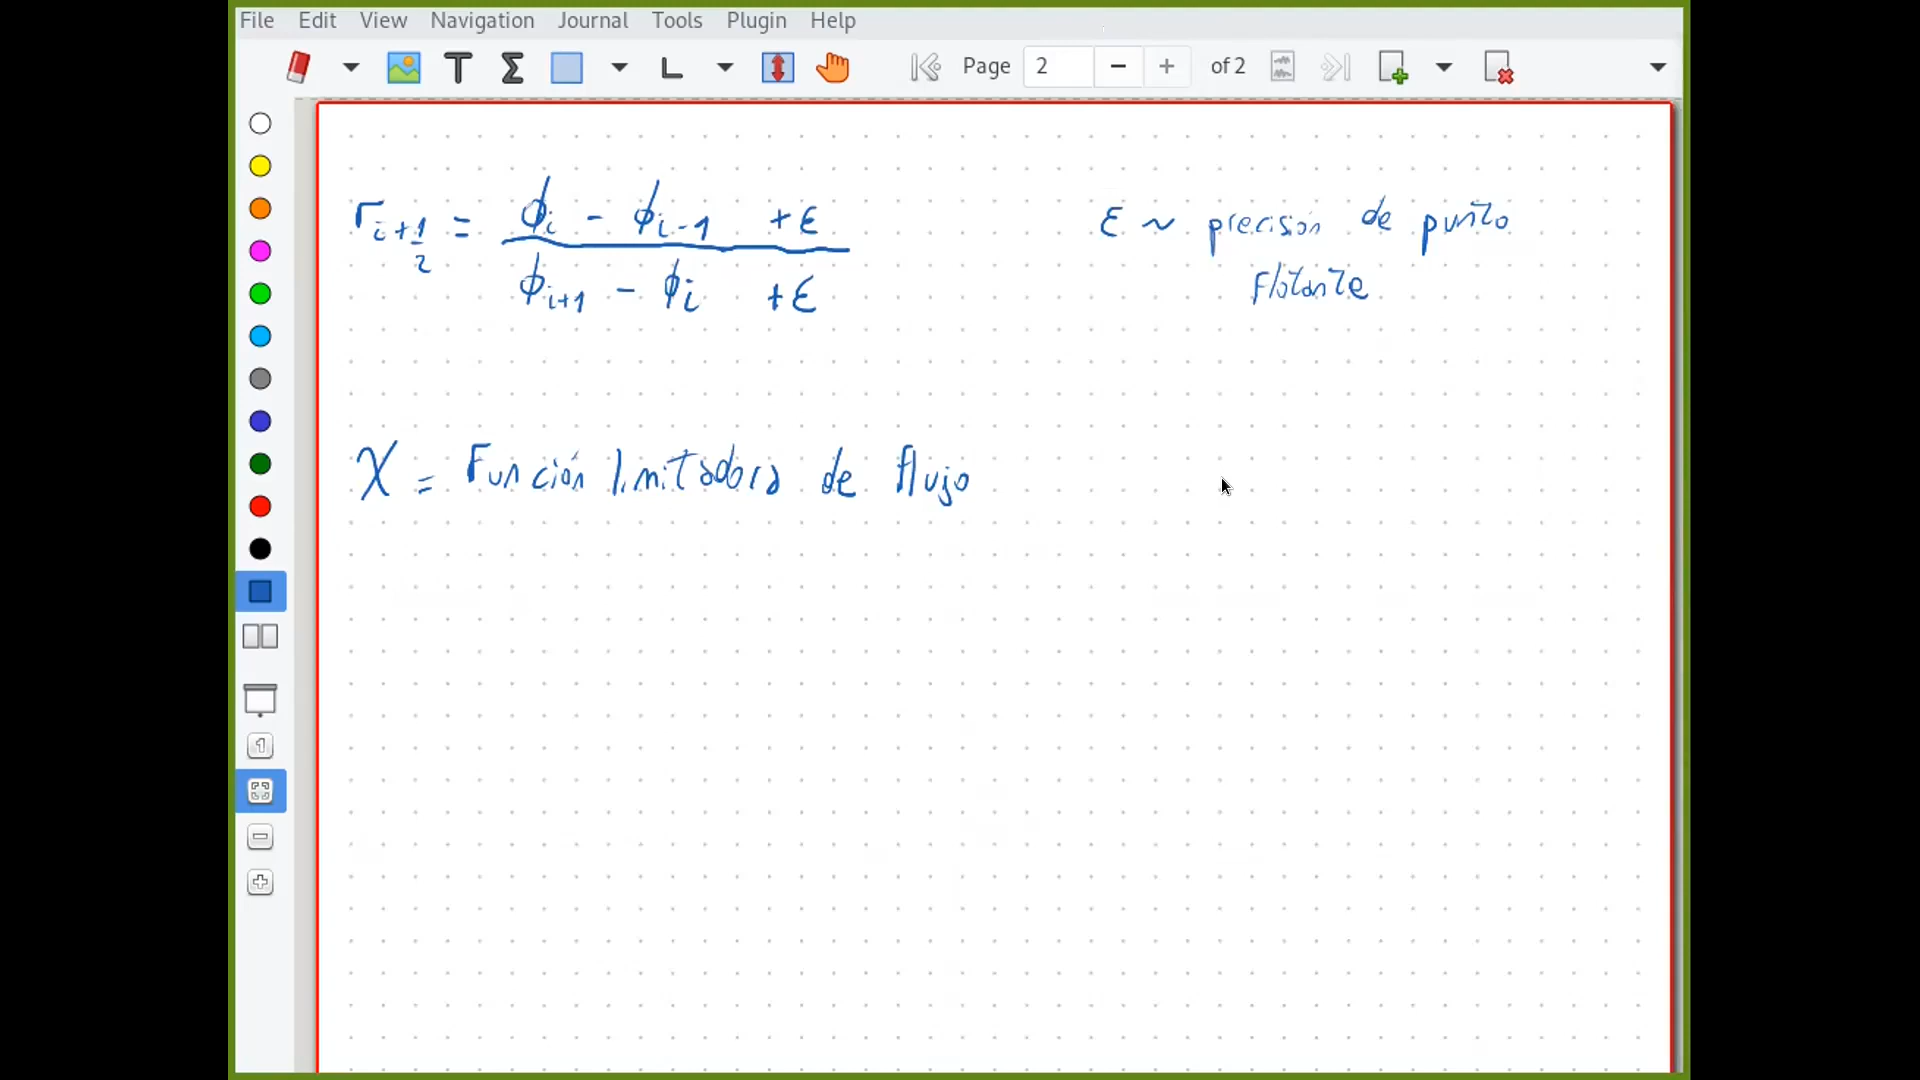 File Edit View Navigation Journal Tools Plugin Help
Page 2 of 2
r_{i+1/2} = (ϕ_i - ϕ_{i-1} + ε) / (ϕ_{i+1} - ϕ_i + ε)
ε ~ precisión de punto
flotante
χ = Función limitadora de flujo